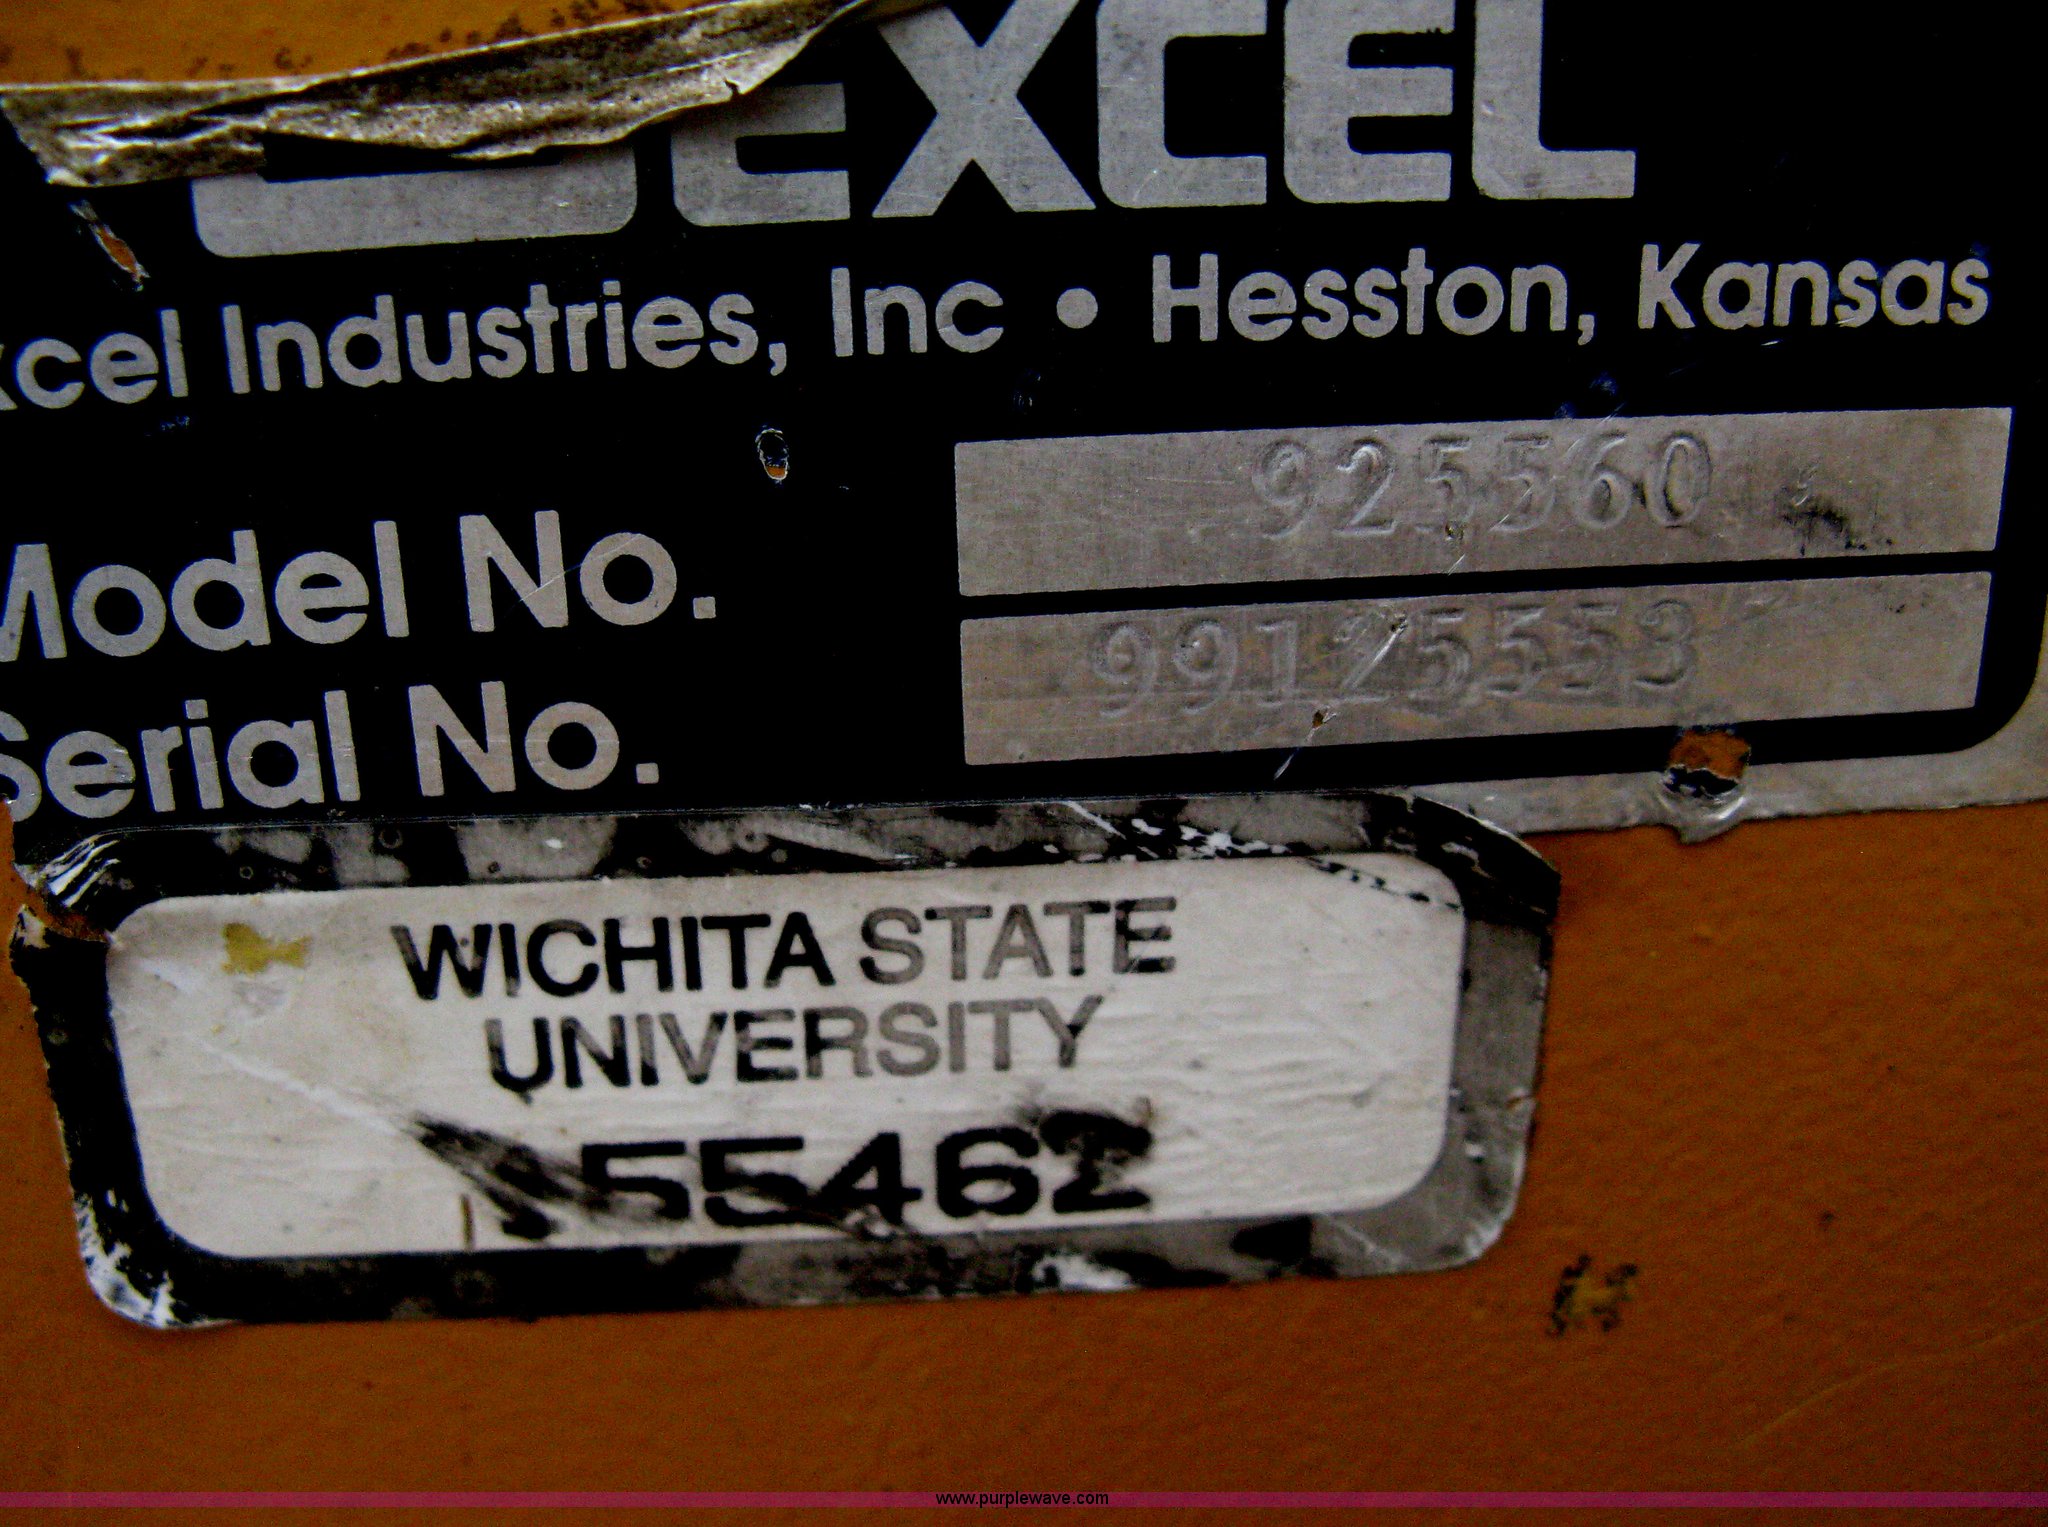 EXCEL
xcel Industries, Inc • Hesston, Kansas
Model No. 925560
Serial No. 99125553
WICHITA STATE
UNIVERSITY
55462
www.purplewave.com